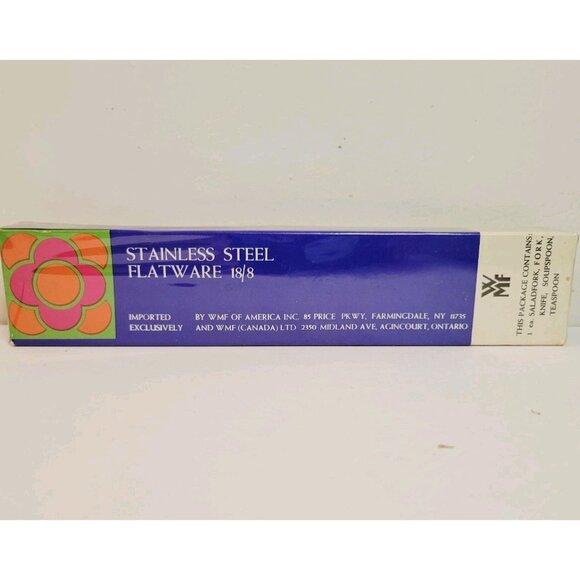 STAINLESS STEEL
FLATWARE 18/8
IMPORTED BY WMF OF AMERICA INC. 85 PRICE PKWY, FARMINGDALE, NY 11735
EXCLUSIVELY AND WMF (CANADA) LTD 2350 MIDLAND AVE, AGINCOURT, ONTARIO
WMF
THIS PACKAGE CONTAINS:
1 ea SALADFORK, FORK,
KNIFE, SOUPSPOON,
TEASPOON